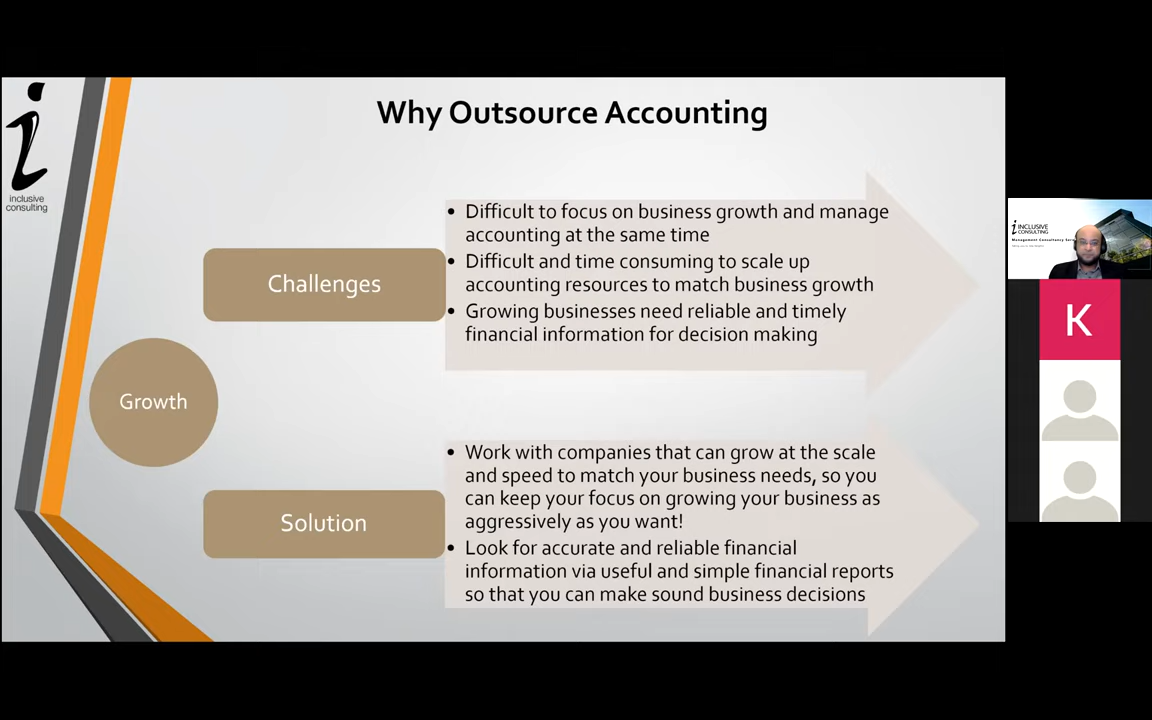 Why Outsource Accounting
inclusive
consulting
Growth
Challenges
• Difficult to focus on business growth and manage
accounting at the same time
• Difficult and time consuming to scale up
accounting resources to match business growth
• Growing businesses need reliable and timely
financial information for decision making
Solution
• Work with companies that can grow at the scale
and speed to match your business needs, so you
can keep your focus on growing your business as
aggressively as you want!
• Look for accurate and reliable financial
information via useful and simple financial reports
so that you can make sound business decisions
INCLUSIVE
CONSULTING
Management Consultancy
K